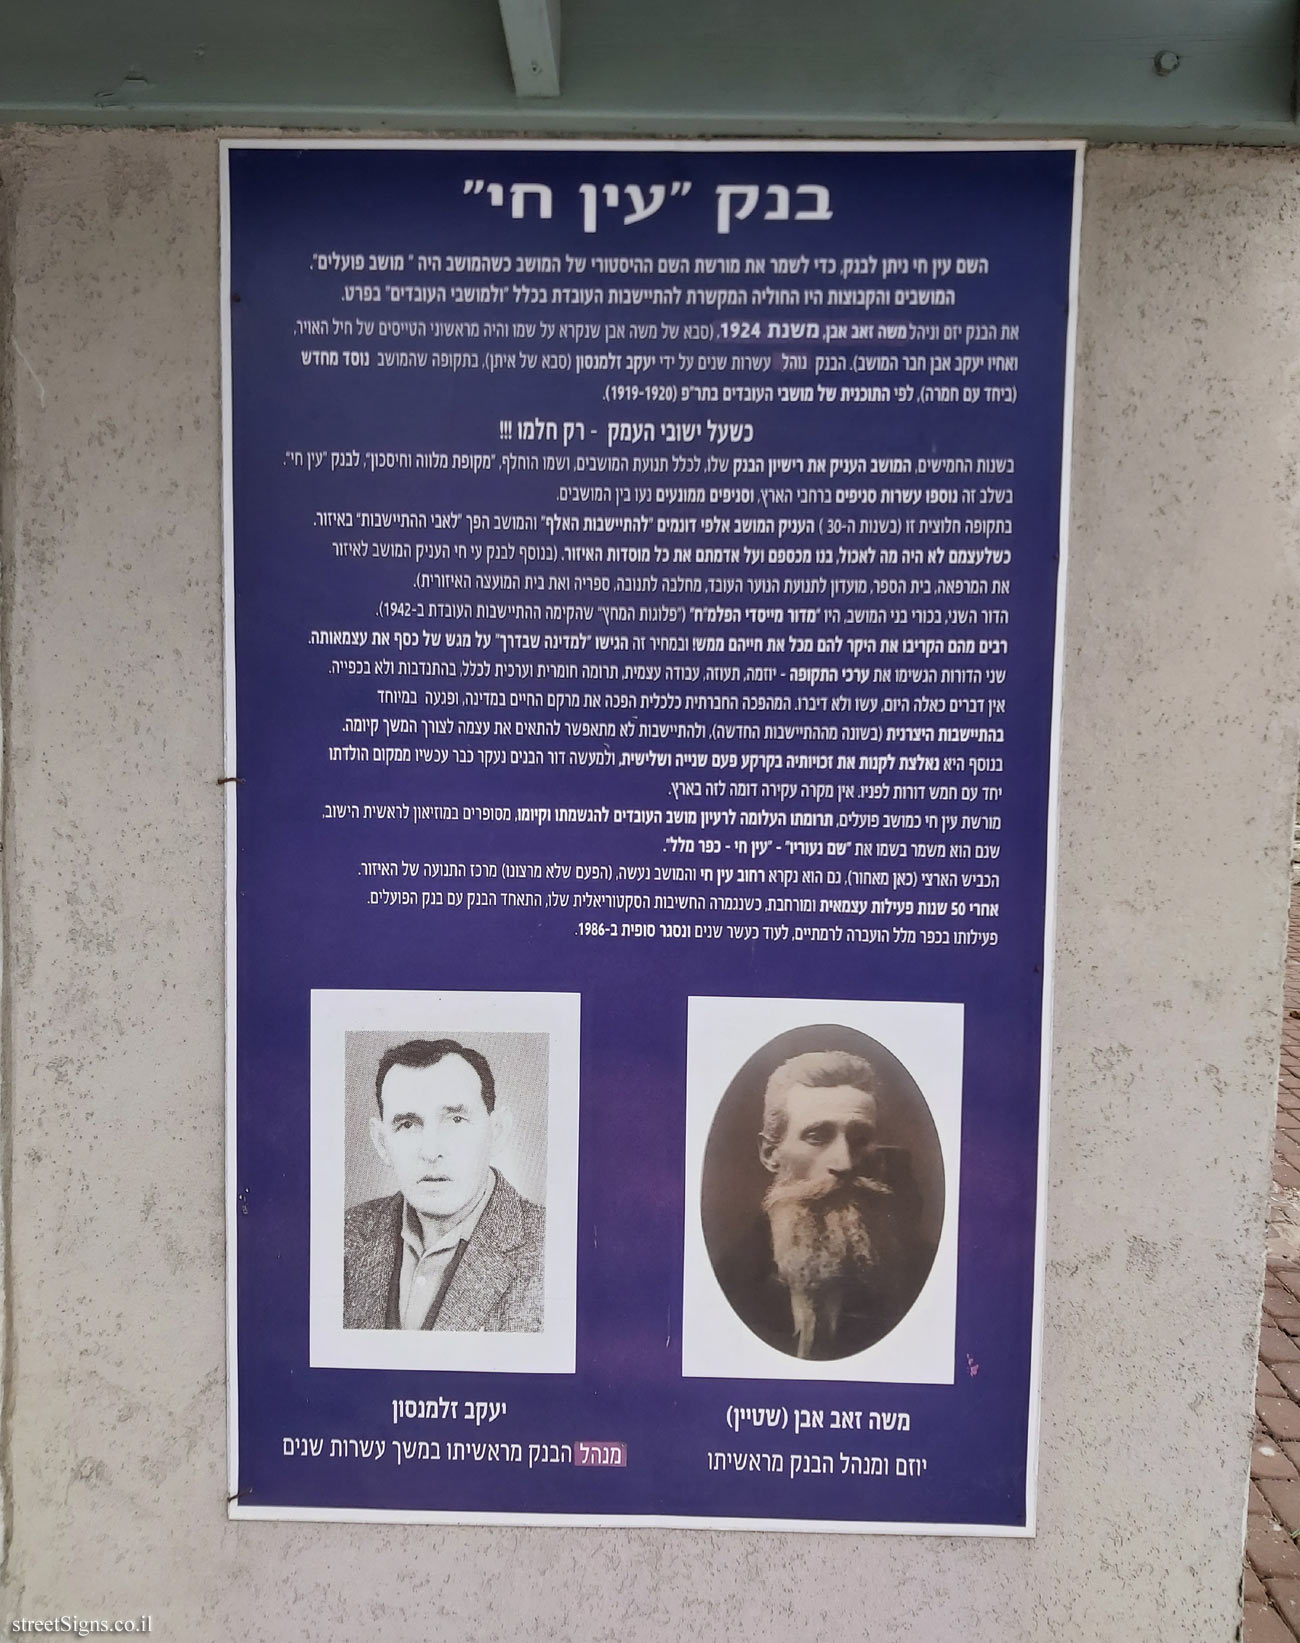 בנק "עין חי"
השם עין חי ניתן לבנק, כדי לשמר את מורשת השם ההיסטורי של המושב כשהמושב היה " מושב פועלים".
המושבים והקבוצות היו החוליה המקשרת להתיישבות העובדת בכלל "ולמושבי העובדים" בפרט.
את הבנק יזם וניהל משה זאב אבן, משנת 1924, (סבא של משה אבן שנקרא על שמו והיה מראשוני הטייסים של חיל האויר,
ואחיו יעקב אבן חבר המושב). הבנק נוהל עשרות שנים על ידי יעקב זלמנסון (סבא של איתן), בתקופה שהמושב נוסד מחדש
(ביחד עם חמרה), לפי התוכנית של מושבי העובדים בתר"פ (1919-1920).
כשעל ישובי העמק - רק חלמו !!!
בשנות החמישים, המושב העניק את רישיון הבנק שלו, לכלל תנועת המושבים, ושמו הוחלף, "מקופת מלווה וחיסכון", לבנק "עין חי".
בשלב זה נוספו עשרות סניפים ברחבי הארץ, וסניפים ממונעים נעו בין המושבים.
בתקופה חלוצית זו (בשנות ה-30 ) העניק המושב אלפי דונמים "להתיישבות האלף" והמושב הפך "לאבי ההתיישבות" באיזור.
כשלעצמם לא היה מה לאכול, בנו מכספם ועל אדמתם את כל מוסדות האיזור. (בנוסף לבנק עי חי העניק המושב לאיזור
את המרפאה, בית הספר, מועדון לתנועת הנוער העובד, מחלבה לתנובה, ספריה ואת בית המועצה האיזורית).
הדור השני, בכורי בני המושב, היו "מדור מייסדי הפלמ"ח" ("פלוגות המחץ" שהקימה ההתיישבות העובדת ב-1942).
רבים מהם הקריבו את היקר להם מכל את חייהם ממש! ובמחיר זה הגישו "למדינה שבדרך" על מגש של כסף את עצמאותה.
שני הדורות הגשימו את ערכי התקופה - יוזמה, תעוזה, עבודה עצמית, תרומה חומרית וערכית לכלל, בהתנדבות ולא בכפייה.
אין דברים כאלה היום, עשו ולא דיברו. המהפכה החברתית כלכלית הפכה את מרקם החיים במדינה, ופגעה במיוחד
בהתיישבות היצרנית (בשונה מההתיישבות החדשה), ולהתיישבות לא מתאפשר להתאים את עצמה לצורך המשך קיומה.
בנוסף היא נאלצת לקנות את זכויותיה בקרקע פעם שנייה ושלישית, ולמעשה דור הבנים נעקר כבר עכשיו ממקום הולדתו
יחד עם חמש דורות לפניו. אין מקרה עקירה דומה לזה בארץ.
מורשת עין חי כמושב פועלים, תרומתו העלומה לרעיון מושב העובדים להגשמתו וקיומו, מסופרים במוזיאון לראשית הישוב,
שגם הוא משמר בשמו את "שם נעוריו" - "עין חי - כפר מלל".
הכביש הארצי (כאן מאחור), גם הוא נקרא רחוב עין חי והמושב נעשה, (הפעם שלא מרצונו) מרכז התנועה של האיזור.
אחרי 50 שנות פעילות עצמאית ומורחבת, כשנגמרה החשיבות הסקטוריאלית שלו, התאחד הבנק עם בנק הפועלים.
פעילותו בכפר מלל הועברה לרמתיים, לעוד כעשר שנים ונסגר סופית ב-1986.
משה זאב אבן (שטיין)
יוזם ומנהל הבנק מראשיתו
יעקב זלמנסון
מנהל הבנק מראשיתו במשך עשרות שנים
streetSigns.co.il